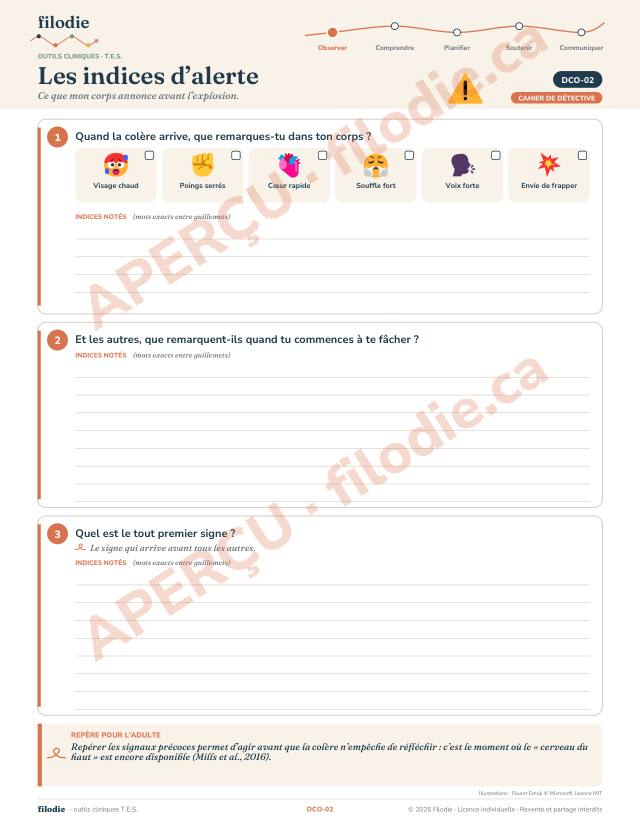 filodie
OUTILS CLINIQUES · T.E.S.
Observer Comprendre Planifier Soutenir Communiquer
Les indices d'alerte
Ce que mon corps annonce avant l'explosion.
DCO-02
CAHIER DE DÉTECTIVE
1 Quand la colère arrive, que remarques-tu dans ton corps ?
Visage chaud Poings serrés Cœur rapide Souffle fort Voix forte Envie de frapper
INDICES NOTÉS (mots exacts entre guillemets)
APERÇU · filodie.ca
2 Et les autres, que remarquent-ils quand tu commences à te fâcher ?
INDICES NOTÉS (mots exacts entre guillemets)
3 Quel est le tout premier signe ?
Le signe qui arrive avant tous les autres.
INDICES NOTÉS (mots exacts entre guillemets)
APERÇU · filodie.ca
REPÈRE POUR L'ADULTE
Repérer les signaux précoces permet d'agir avant que la colère n'empêche de réfléchir : c'est le moment où le « cerveau du
haut » est encore disponible (Mills et al., 2016).
Illustrations : Fluent Emoji © Microsoft, licence MIT
filodie · outils cliniques T.E.S. DCO-02 © 2026 Filodie · Licence individuelle · Revente et partage interdits